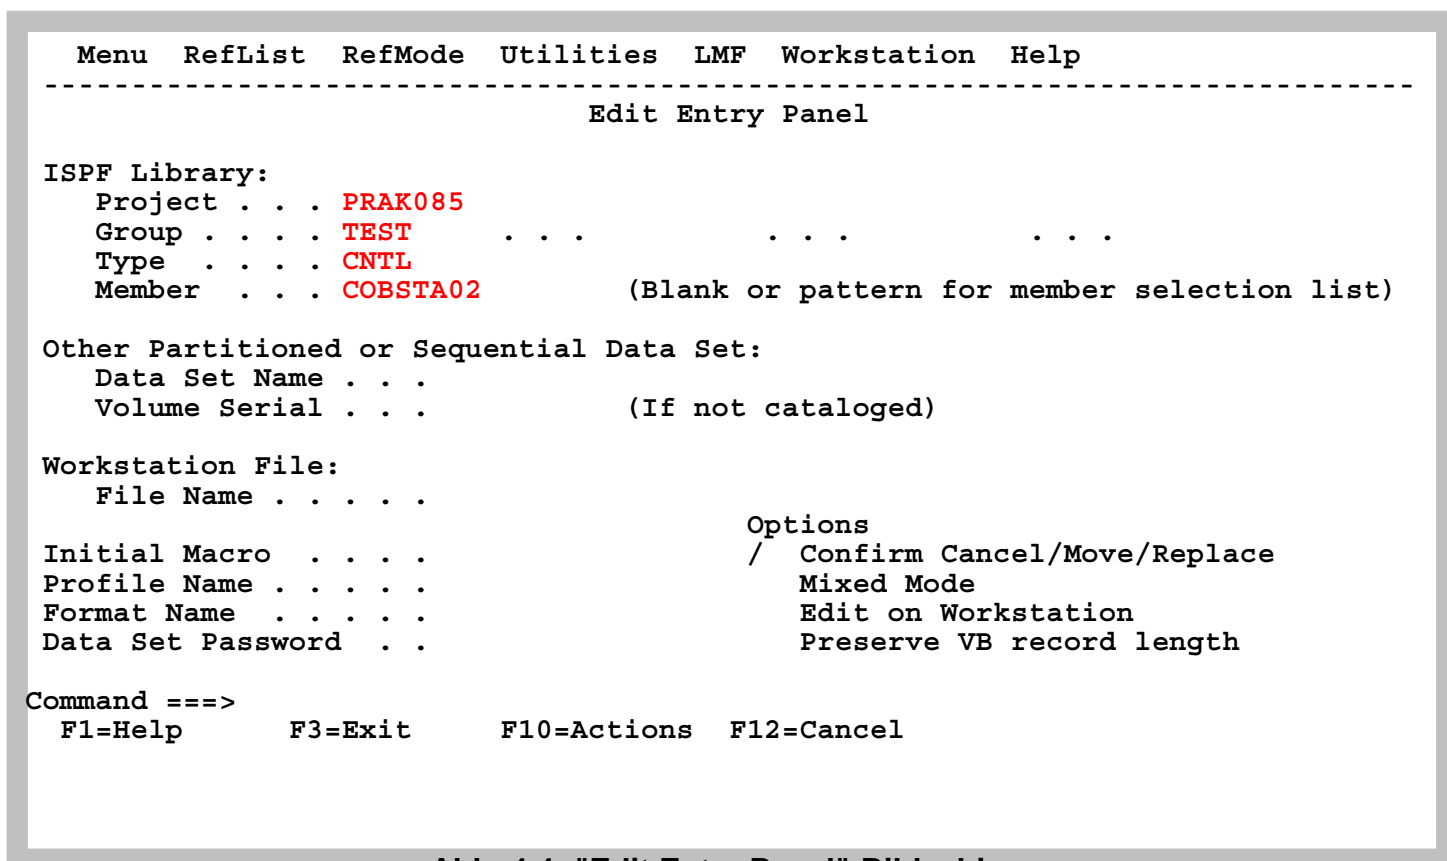 Menu RefList RefMode Utilities LMF Workstation Help
------------------------------------------------------------------------------
Edit Entry Panel
ISPF Library:
Project . . . PRAK085
Group . . . . TEST . . . . . . . . .
Type . . . . CNTL
Member . . . COBSTA02 (Blank or pattern for member selection list)
Other Partitioned or Sequential Data Set:
Data Set Name . . .
Volume Serial . . . (If not cataloged)
Workstation File:
File Name . . . . .
Options
Initial Macro . . . . / Confirm Cancel/Move/Replace
Profile Name . . . . . Mixed Mode
Format Name . . . . . Edit on Workstation
Data Set Password . . Preserve VB record length
Command ===>
F1=Help F3=Exit F10=Actions F12=Cancel